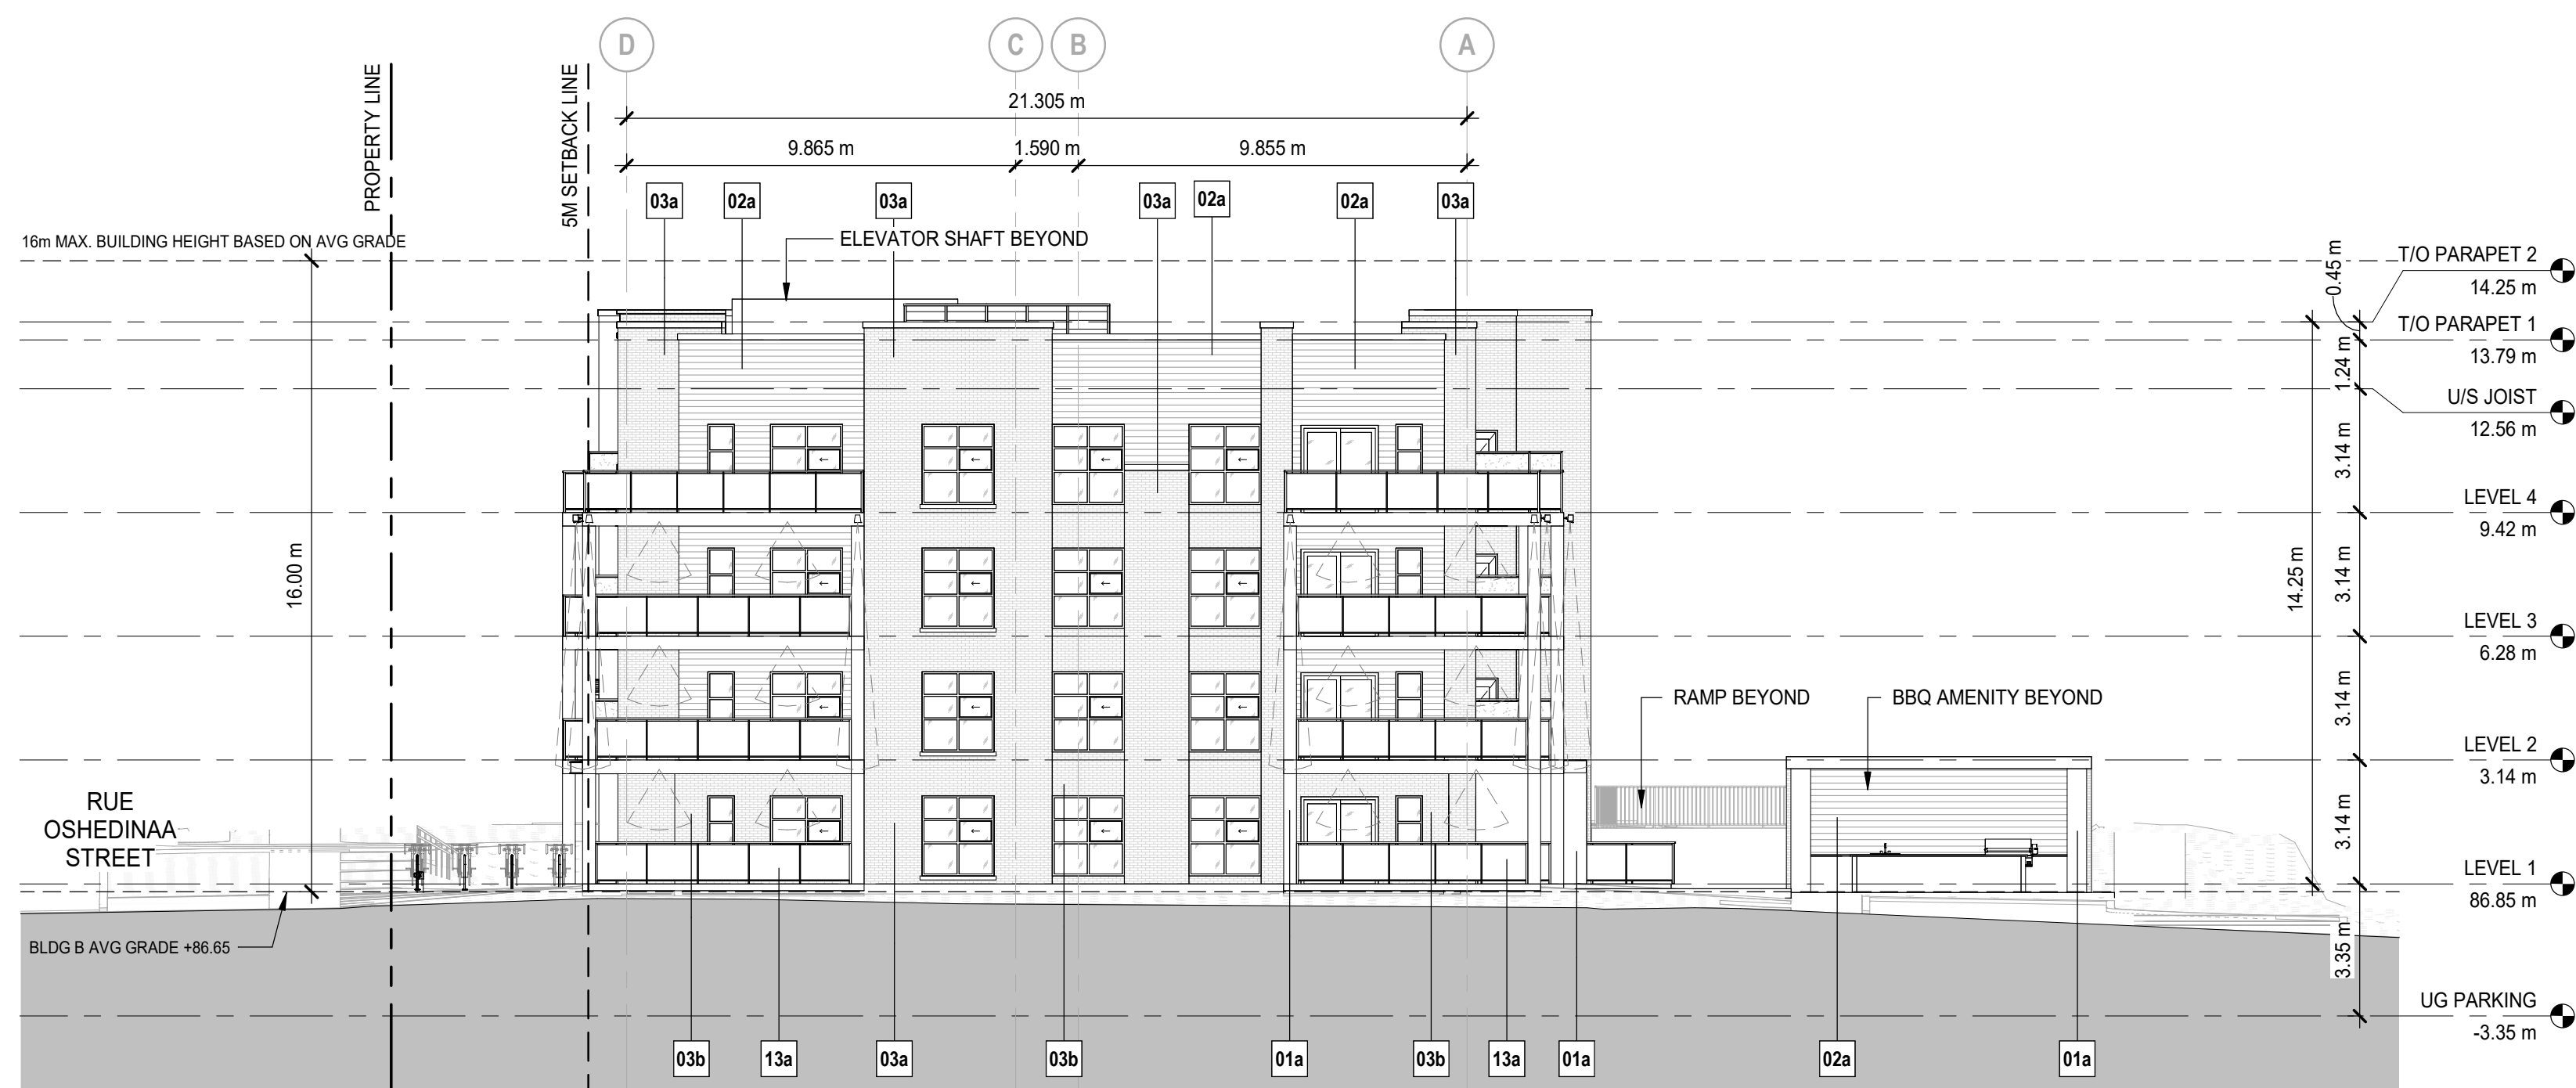 D
C
B
A
PROPERTY LINE
5M SETBACK LINE
21.305 m
9.865 m
1.590 m
9.855 m
03a
02a
03a
03a
02a
02a
03a
16m MAX. BUILDING HEIGHT BASED ON AVG GRADE
ELEVATOR SHAFT BEYOND
0.45 m
T/O PARAPET 2
14.25 m
T/O PARAPET 1
13.79 m
1.24 m
U/S JOIST
12.56 m
3.14 m
LEVEL 4
9.42 m
16.00 m
14.25 m
3.14 m
LEVEL 3
6.28 m
3.14 m
RAMP BEYOND
BBQ AMENITY BEYOND
LEVEL 2
3.14 m
3.14 m
RUE
OSHEDINAA
STREET
LEVEL 1
86.85 m
BLDG B AVG GRADE +86.65
3.35 m
UG PARKING
-3.35 m
03b
13a
03a
03b
01a
03b
13a
01a
02a
01a